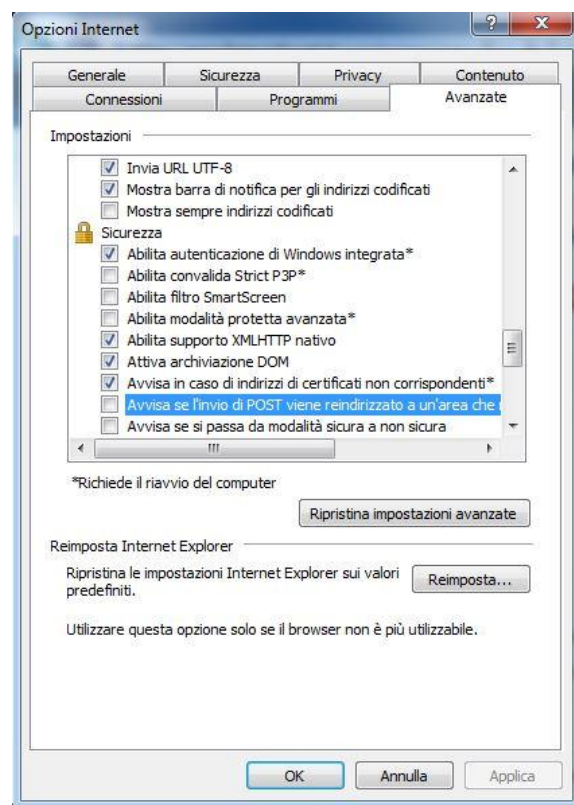 Opzioni Internet
Generale Sicurezza Privacy Contenuto
Connessioni Programmi Avanzate
Impostazioni
Invia URL UTF-8
Mostra barra di notifica per gli indirizzi codificati
Mostra sempre indirizzi codificati
Sicurezza
Abilita autenticazione di Windows integrata*
Abilita convalida Strict P3P*
Abilita filtro SmartScreen
Abilita modalità protetta avanzata*
Abilita supporto XMLHTTP nativo
Attiva archiviazione DOM
Avvisa in caso di indirizzi di certificati non corrispondenti*
Avvisa se l'invio di POST viene reindirizzato a un'area che
Avvisa se si passa da modalità sicura a non sicura
*Richiede il riavvio del computer
Ripristina impostazioni avanzate
Reimposta Internet Explorer
Ripristina le impostazioni Internet Explorer sui valori
predefiniti.
Reimposta...
Utilizzare questa opzione solo se il browser non è più utilizzabile.
OK Annulla Applica